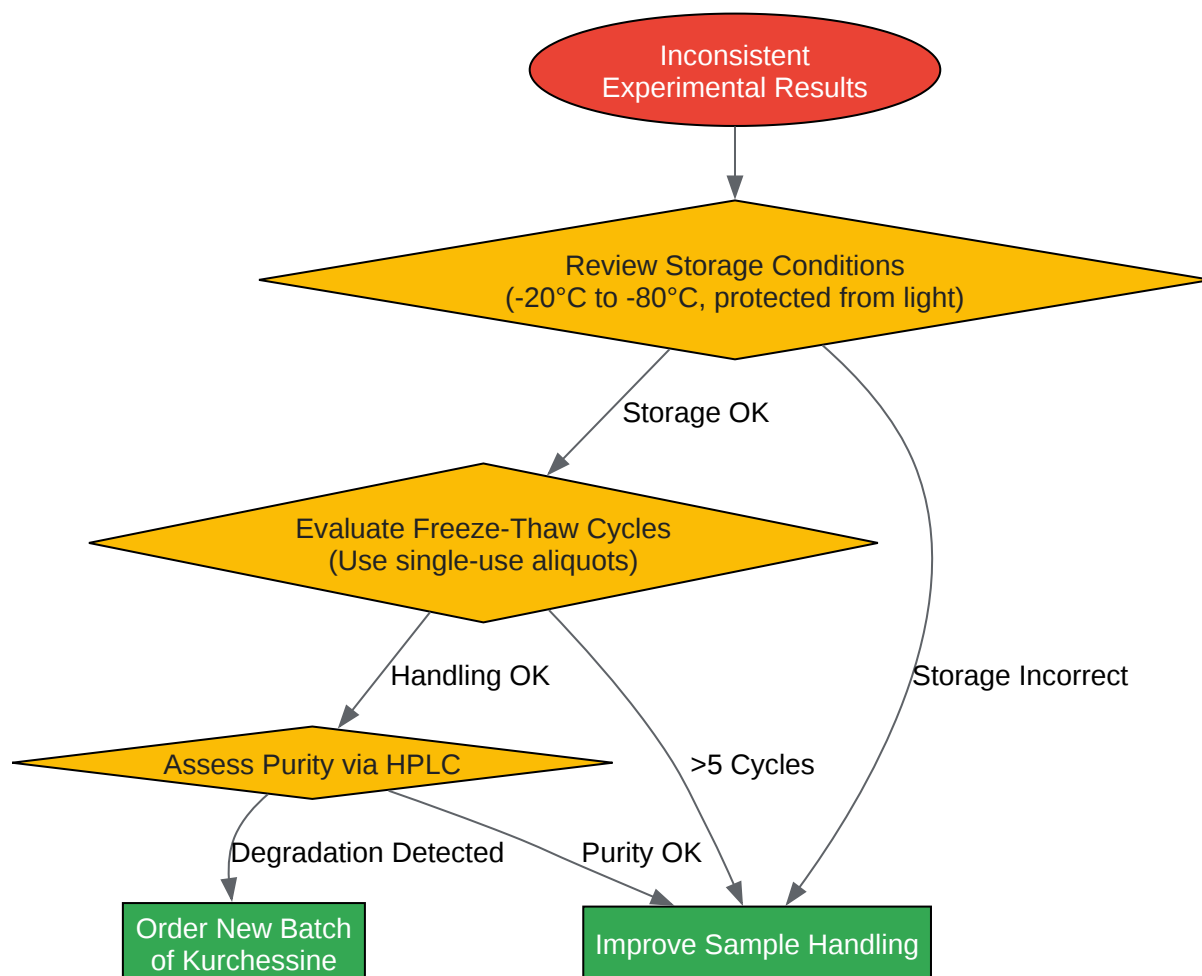 Inconsistent
Experimental Results
Review Storage Conditions
(-20°C to -80°C, protected from light)
Storage OK
Evaluate Freeze-Thaw Cycles
(Use single-use aliquots)
Handling OK
Storage Incorrect
Assess Purity via HPLC
>5 Cycles
Degradation Detected
Purity OK
Order New Batch
of Kurchessine
Improve Sample Handling